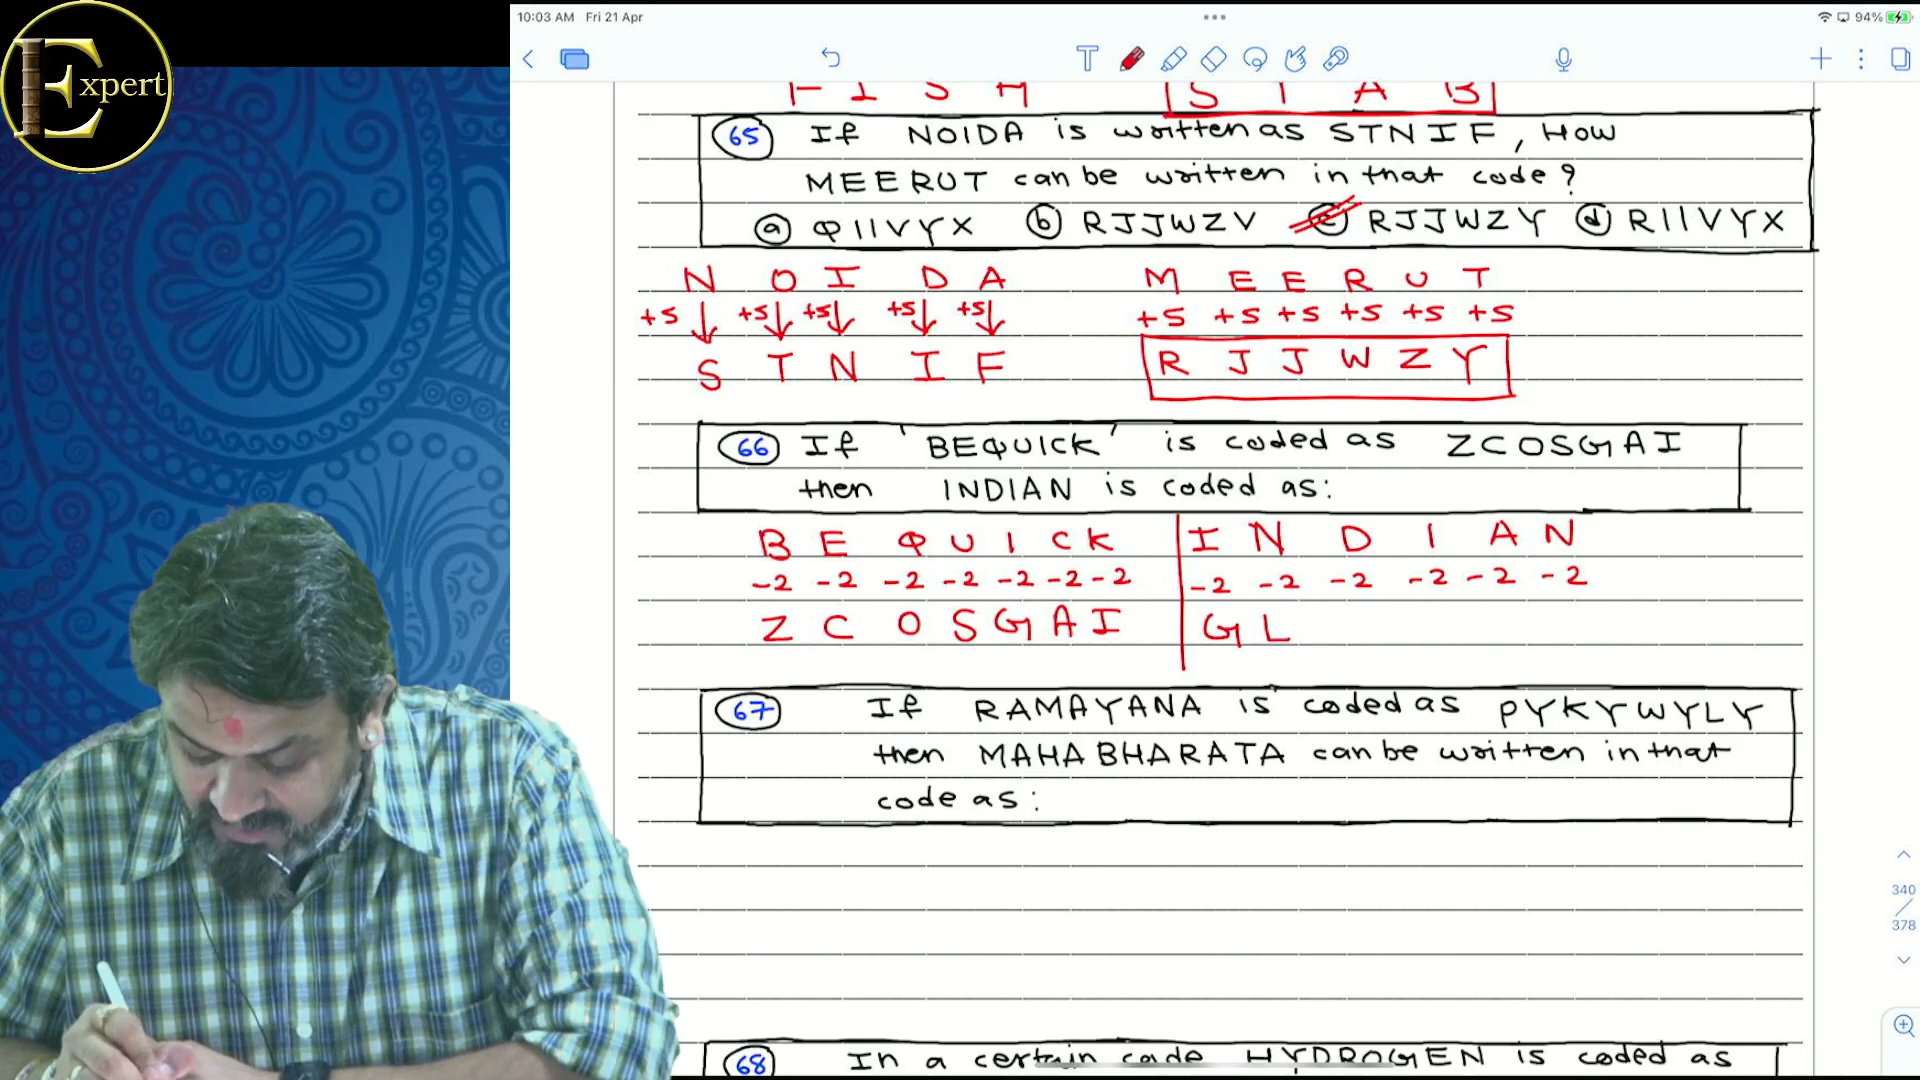 Expert
10:03 AM Fri 21 Apr
94%
F I S H S T A B
65 If NOIDA is written as STNIF, How
MEERUT can be written in that code?
a QIIVYX b RJJWZV c RJJWZY d RIIVYX
N O I D A M E E R U T
+5 +5 +5 +5 +5 +5 +5 +5 +5 +5 +5
S T N I F R J J W Z Y
66 If 'BEQUICK' is coded as ZCOSGAI
then INDIAN is coded as:
B E Q U I C K I N D I A N
-2 -2 -2 -2 -2 -2 -2 -2 -2 -2 -2 -2 -2
Z C O S G A I G L
67 If RAMAYANA is coded as PYKYWYLY
then MAHABHARATA can be written in that
code as:
340
378
68 In a certain code HYDROGEN is coded as